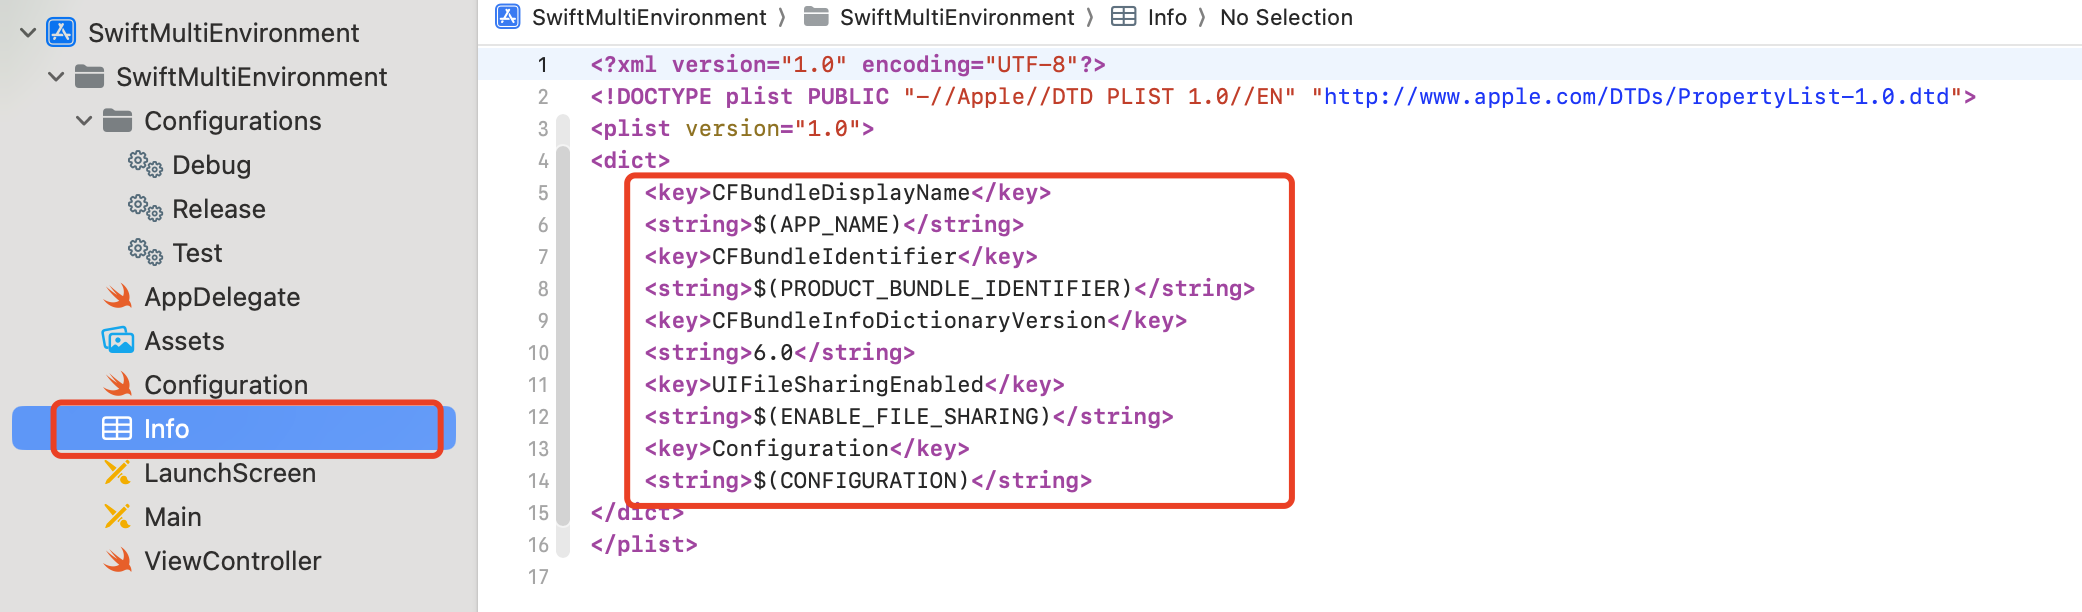 SwiftMultiEnvironment
SwiftMultiEnvironment
Configurations
Debug
Release
Test
AppDelegate
Assets
Configuration
Info
LaunchScreen
Main
ViewController
SwiftMultiEnvironment 〉 SwiftMultiEnvironment 〉 Info 〉 No Selection
1 <?xml version="1.0" encoding="UTF-8"?>
2 <!DOCTYPE plist PUBLIC "-//Apple//DTD PLIST 1.0//EN" "http://www.apple.com/DTDs/PropertyList-1.0.dtd">
3 <plist version="1.0">
4 <dict>
5 <key>CFBundleDisplayName</key>
6 <string>$(APP_NAME)</string>
7 <key>CFBundleIdentifier</key>
8 <string>$(PRODUCT_BUNDLE_IDENTIFIER)</string>
9 <key>CFBundleInfoDictionaryVersion</key>
10 <string>6.0</string>
11 <key>UIFileSharingEnabled</key>
12 <string>$(ENABLE_FILE_SHARING)</string>
13 <key>Configuration</key>
14 <string>$(CONFIGURATION)</string>
15 </dict>
16 </plist>
17